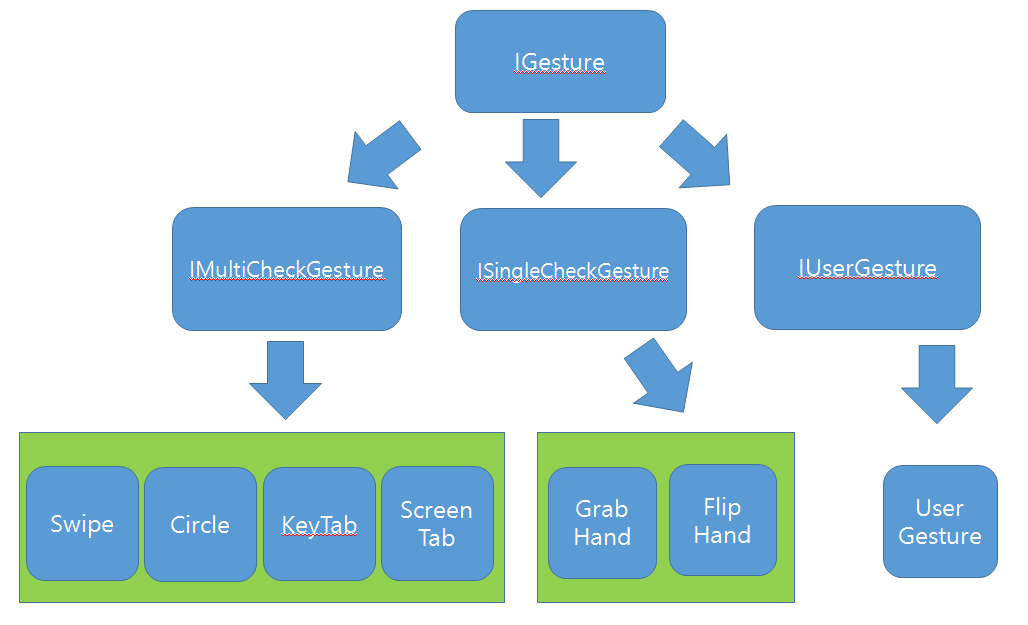 IGesture
IMultiCheckGesture
ISingleCheckGesture
IUserGesture
Swipe
Circle
KeyTab
Screen
Tab
Grab
Hand
Flip
Hand
User
Gesture